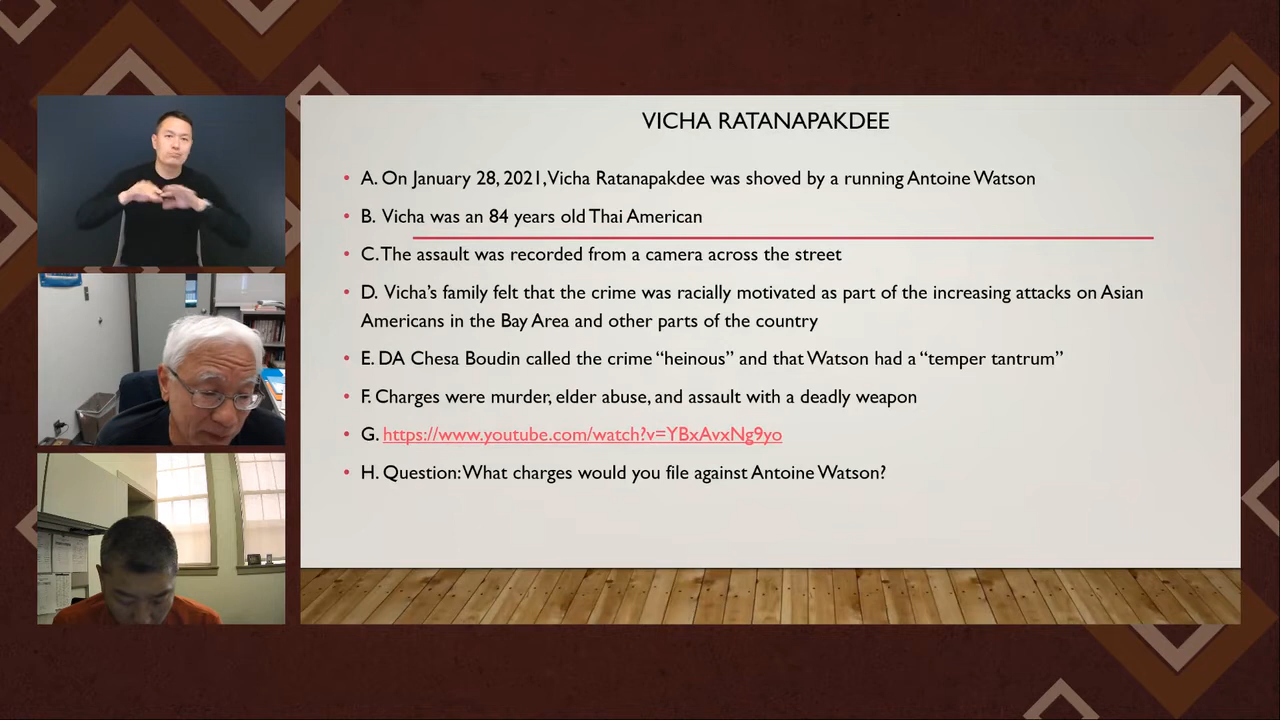 VICHA RATANAPAKDEE
• A. On January 28, 2021, Vicha Ratanapakdee was shoved by a running Antoine Watson
• B. Vicha was an 84 years old Thai American
• C. The assault was recorded from a camera across the street
• D. Vicha’s family felt that the crime was racially motivated as part of the increasing attacks on Asian
Americans in the Bay Area and other parts of the country
• E. DA Chesa Boudin called the crime “heinous” and that Watson had a “temper tantrum”
• F. Charges were murder, elder abuse, and assault with a deadly weapon
• G. https://www.youtube.com/watch?v=YBxAvxNg9yo
• H. Question: What charges would you file against Antoine Watson?